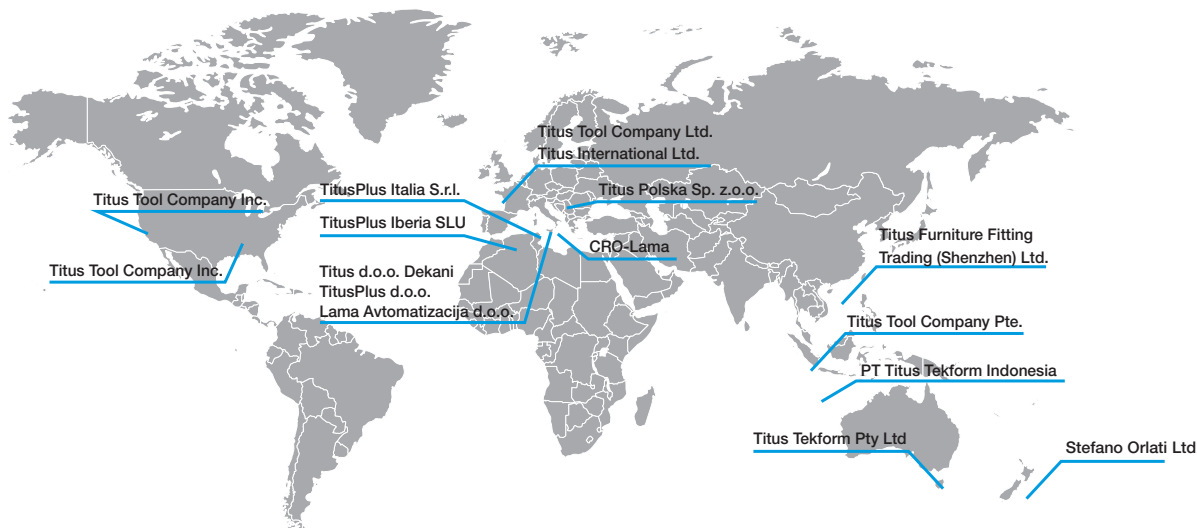 Titus Tool Company Ltd.
Titus International Ltd.
Titus Tool Company Inc.
TitusPlus Italia S.r.l.
Titus Polska Sp. z.o.o.
TitusPlus Iberia SLU
CRO-Lama
Titus Furniture Fitting
Trading (Shenzhen) Ltd.
Titus Tool Company Inc.
Titus d.o.o. Dekani
TitusPlus d.o.o.
Lama Avtomatizacija d.o.o.
Titus Tool Company Pte.
PT Titus Tekform Indonesia
Titus Tekform Pty Ltd
Stefano Orlati Ltd